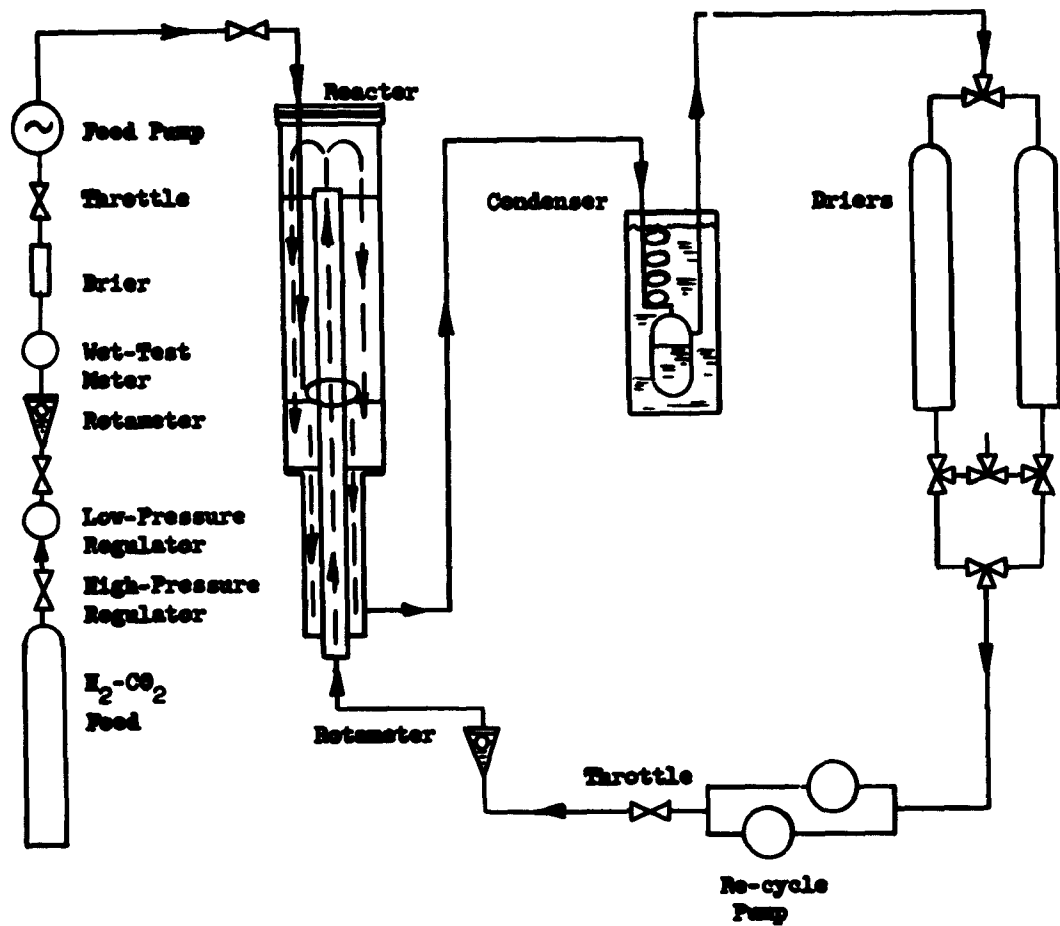 Reactor
Feed Pump
Throttle
Condenser
Driers
Drier
Wet-Test
Meter
Rotameter
Low-Pressure
Regulator
High-Pressure
Regulator
H₂-CO₂
Feed
Rotameter
Throttle
Re-cycle
Pump